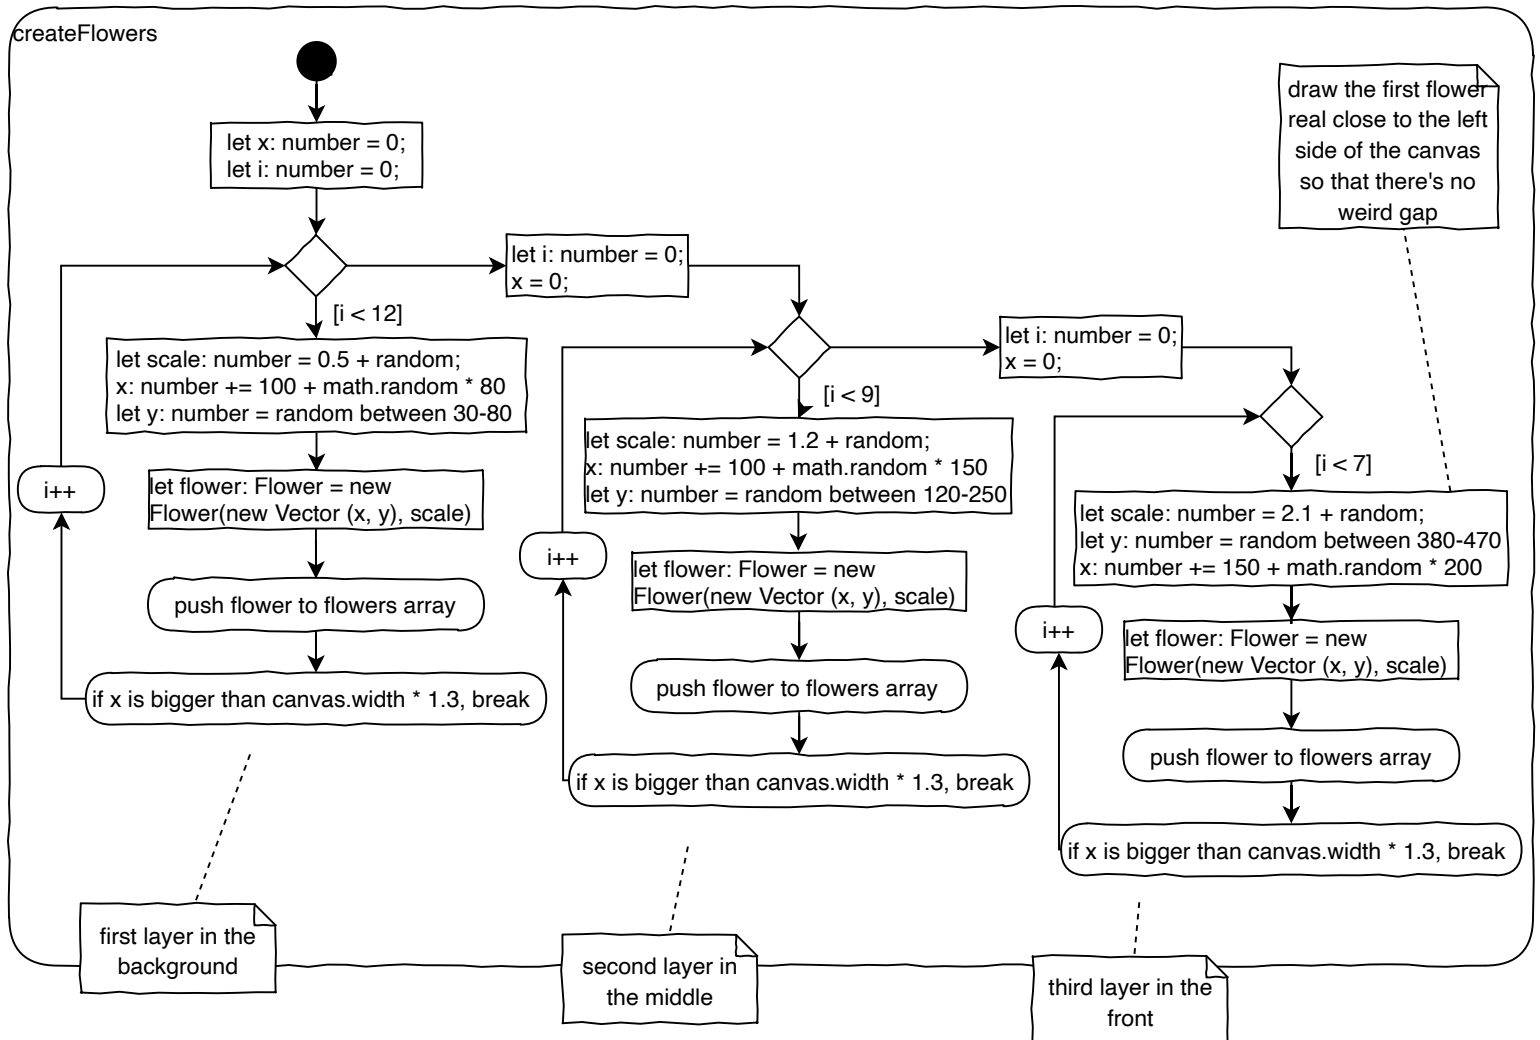 createFlowers
let x: number = 0;
let i: number = 0;
[i < 12]
let scale: number = 0.5 + random;
x: number += 100 + math.random * 80
let y: number = random between 30-80
let flower: Flower = new
Flower(new Vector (x, y), scale)
push flower to flowers array
if x is bigger than canvas.width * 1.3, break
i++
first layer in the
background
let i: number = 0;
x = 0;
[i < 9]
let scale: number = 1.2 + random;
x: number += 100 + math.random * 150
let y: number = random between 120-250
let flower: Flower = new
Flower(new Vector (x, y), scale)
push flower to flowers array
if x is bigger than canvas.width * 1.3, break
i++
second layer in
the middle
let i: number = 0;
x = 0;
[i < 7]
let scale: number = 2.1 + random;
let y: number = random between 380-470
x: number += 150 + math.random * 200
let flower: Flower = new
Flower(new Vector (x, y), scale)
push flower to flowers array
if x is bigger than canvas.width * 1.3, break
i++
third layer in the
front
draw the first flower
real close to the left
side of the canvas
so that there's no
weird gap